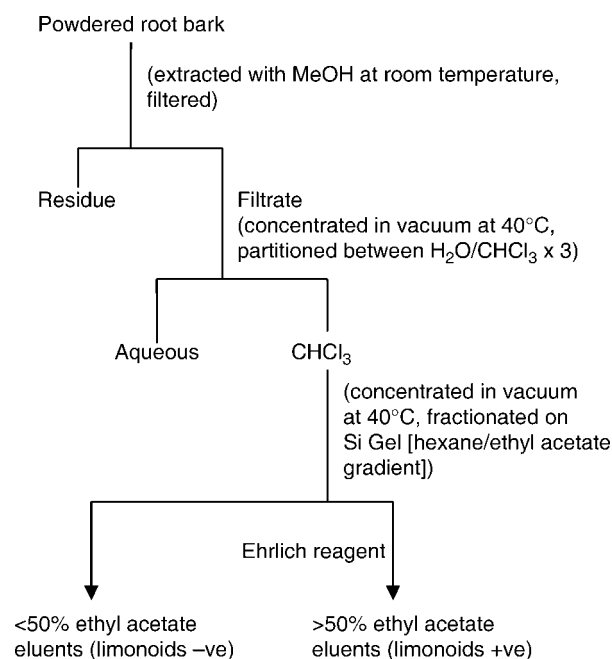 Powdered root bark
(extracted with MeOH at room temperature,
filtered)
Residue
Filtrate
(concentrated in vacuum at 40°C,
partitioned between H₂O/CHCl₃ x 3)
Aqueous
CHCl₃
(concentrated in vacuum
at 40°C, fractionated on
Si Gel [hexane/ethyl acetate
gradient])
Ehrlich reagent
<50% ethyl acetate
eluents (limonoids –ve)
>50% ethyl acetate
eluents (limonoids +ve)